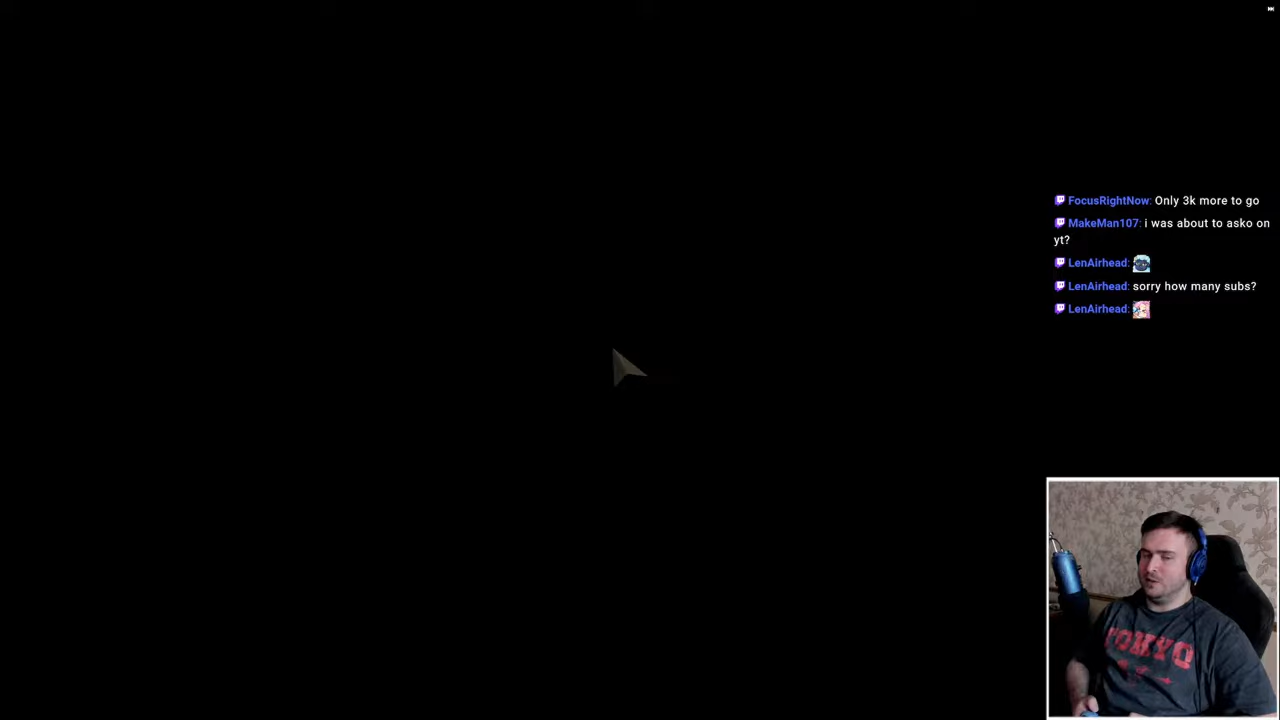 FocusRightNow: Only 3k more to go
MakeMan107: i was about to asko on
yt?
LenAirhead:
LenAirhead: sorry how many subs?
LenAirhead:
TOKYO